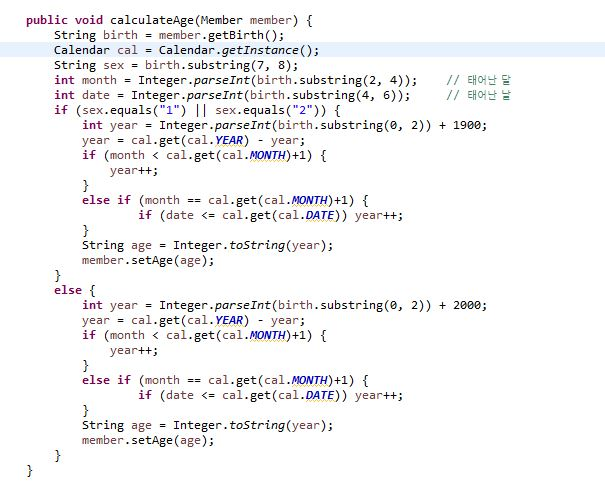 public void calculateAge(Member member) {
    String birth = member.getBirth();
    Calendar cal = Calendar.getInstance();
    String sex = birth.substring(7, 8);
    int month = Integer.parseInt(birth.substring(2, 4));    // 태어난 달
    int date = Integer.parseInt(birth.substring(4, 6));     // 태어난 달
    if (sex.equals("1") || sex.equals("2")) {
        int year = Integer.parseInt(birth.substring(0, 2)) + 1900;
        year = cal.get(cal.YEAR) - year;
        if (month < cal.get(cal.MONTH)+1) {
            year++;
        }
        else if (month == cal.get(cal.MONTH)+1) {
                if (date <= cal.get(cal.DATE)) year++;
        }
        String age = Integer.toString(year);
        member.setAge(age);
    }
    else {
        int year = Integer.parseInt(birth.substring(0, 2)) + 2000;
        year = cal.get(cal.YEAR) - year;
        if (month < cal.get(cal.MONTH)+1) {
            year++;
        }
        else if (month == cal.get(cal.MONTH)+1) {
                if (date <= cal.get(cal.DATE)) year++;
        }
        String age = Integer.toString(year);
        member.setAge(age);
    }
}